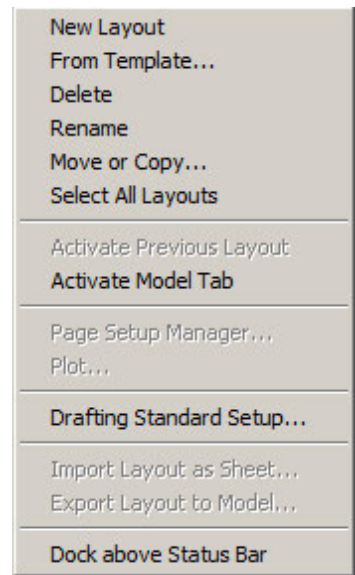 New Layout
From Template...
Delete
Rename
Move or Copy...
Select All Layouts
Activate Previous Layout
Activate Model Tab
Page Setup Manager...
Plot...
Drafting Standard Setup...
Import Layout as Sheet...
Export Layout to Model...
Dock above Status Bar